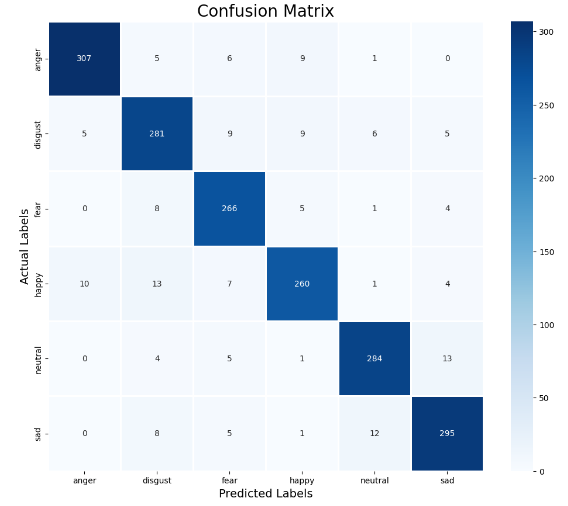 Confusion Matrix
Actual Labels
anger 307 5 6 9 1 0
disgust 5 281 9 9 6 5
fear 0 8 266 5 1 4
happy 10 13 7 260 1 4
neutral 0 4 5 1 284 13
sad 0 8 5 1 12 295
anger disgust fear happy neutral sad
Predicted Labels
300
250
200
150
100
50
0